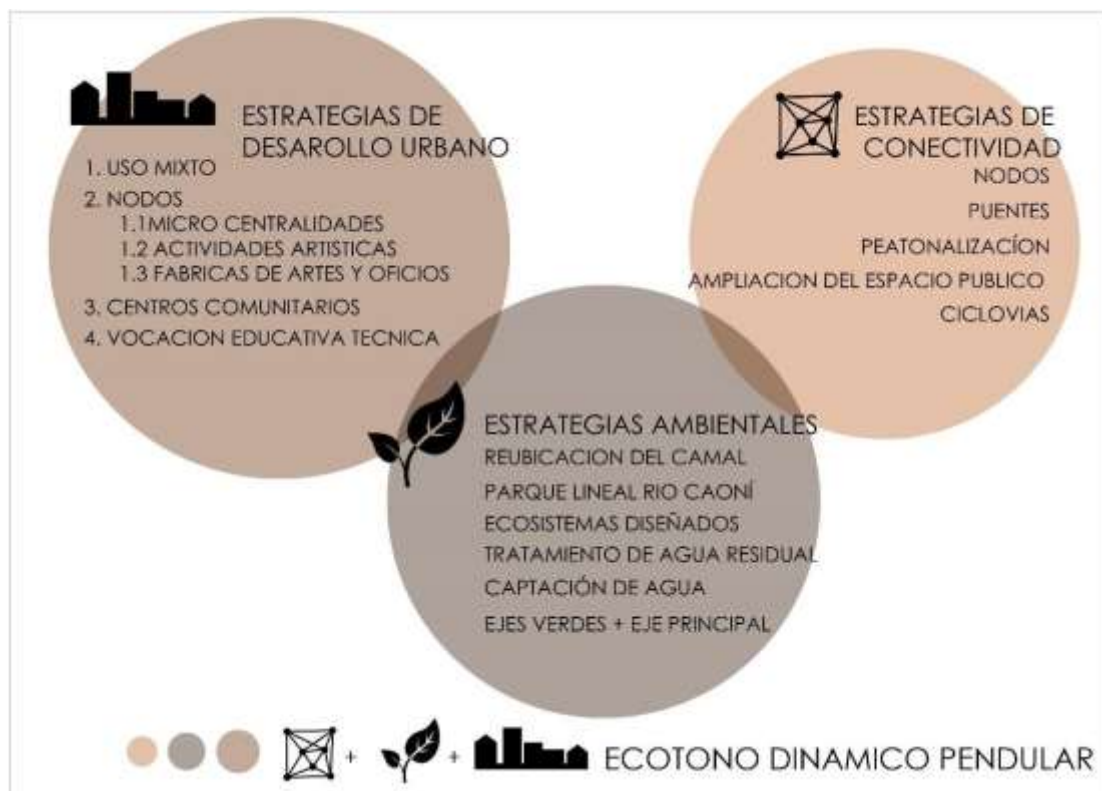 ESTRATEGIAS DE
DESAROLLO URBANO
1. USO MIXTO
2. NODOS
1.1MICRO CENTRALIDADES
1.2 ACTIVIDADES ARTISTICAS
1.3 FABRICAS DE ARTES Y OFICIOS
3. CENTROS COMUNITARIOS
4. VOCACION EDUCATIVA TECNICA
ESTRATEGIAS DE
CONECTIVIDAD
NODOS
PUENTES
PEATONALIZACÍON
AMPLIACION DEL ESPACIO PUBLICO
CICLOVIAS
ESTRATEGIAS AMBIENTALES
REUBICACION DEL CAMAL
PARQUE LINEAL RIO CAONÍ
ECOSISTEMAS DISEÑADOS
TRATAMIENTO DE AGUA RESIDUAL
CAPTACIÓN DE AGUA
EJES VERDES + EJE PRINCIPAL
+ + ECOTONO DINAMICO PENDULAR